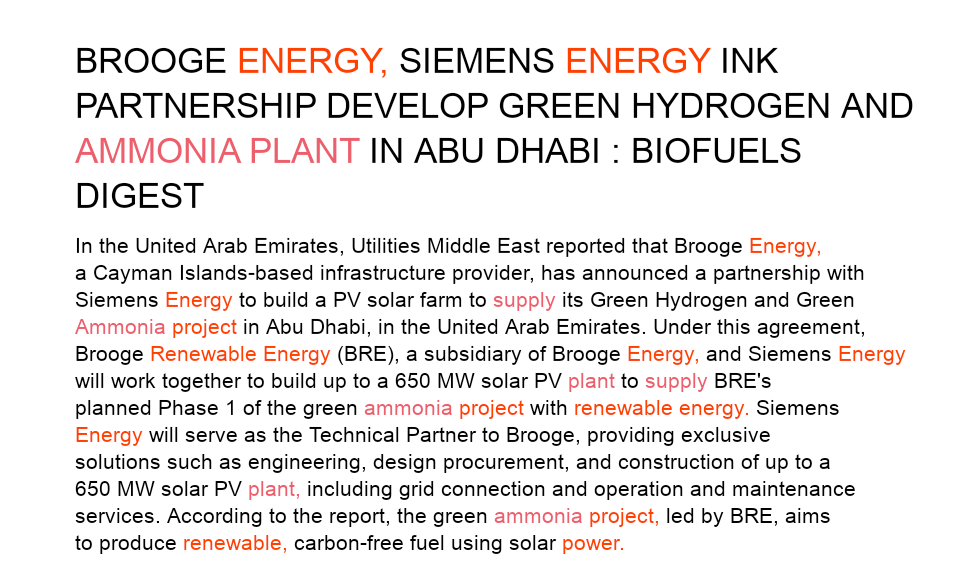 BROOGE ENERGY, SIEMENS ENERGY INK
PARTNERSHIP DEVELOP GREEN HYDROGEN AND
AMMONIA PLANT IN ABU DHABI : BIOFUELS
DIGEST
In the United Arab Emirates, Utilities Middle East reported that Brooge Energy,
a Cayman Islands-based infrastructure provider, has announced a partnership with
Siemens Energy to build a PV solar farm to supply its Green Hydrogen and Green
Ammonia project in Abu Dhabi, in the United Arab Emirates. Under this agreement,
Brooge Renewable Energy (BRE), a subsidiary of Brooge Energy, and Siemens Energy
will work together to build up to a 650 MW solar PV plant to supply BRE's
planned Phase 1 of the green ammonia project with renewable energy. Siemens
Energy will serve as the Technical Partner to Brooge, providing exclusive
solutions such as engineering, design procurement, and construction of up to a
650 MW solar PV plant, including grid connection and operation and maintenance
services. According to the report, the green ammonia project, led by BRE, aims
to produce renewable, carbon-free fuel using solar power.